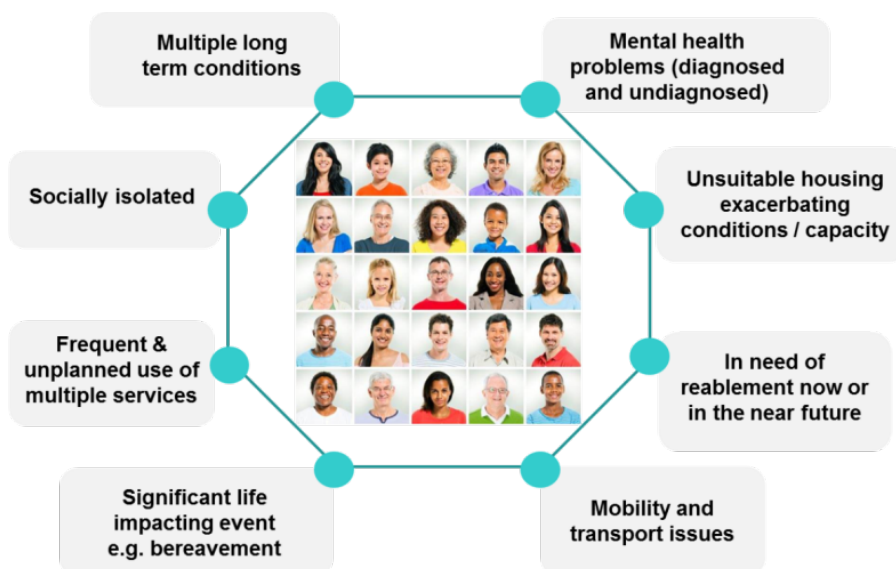 Multiple long
term conditions
Mental health
problems (diagnosed
and undiagnosed)
Socially isolated
Unsuitable housing
exacerbating
conditions / capacity
Frequent &
unplanned use of
multiple services
In need of
reablement now or
in the near future
Significant life
impacting event
e.g. bereavement
Mobility and
transport issues